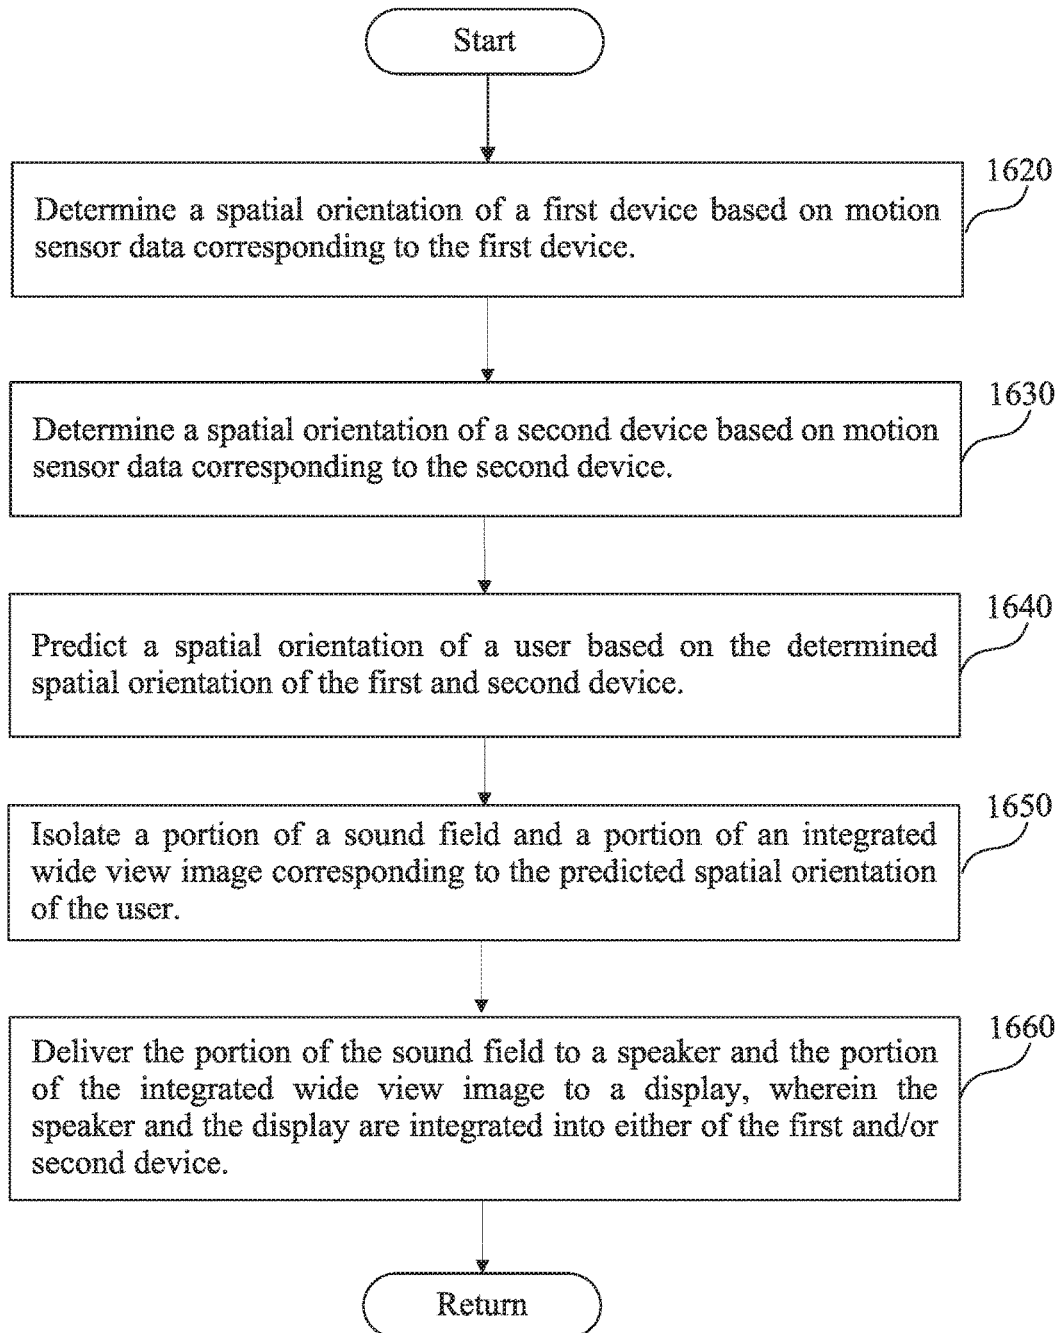 Start
1620
Determine a spatial orientation of a first device based on motion
sensor data corresponding to the first device.
1630
Determine a spatial orientation of a second device based on motion
sensor data corresponding to the second device.
1640
Predict a spatial orientation of a user based on the determined
spatial orientation of the first and second device.
1650
Isolate a portion of a sound field and a portion of an integrated
wide view image corresponding to the predicted spatial orientation
of the user.
1660
Deliver the portion of the sound field to a speaker and the portion
of the integrated wide view image to a display, wherein the
speaker and the display are integrated into either of the first and/or
second device.
Return